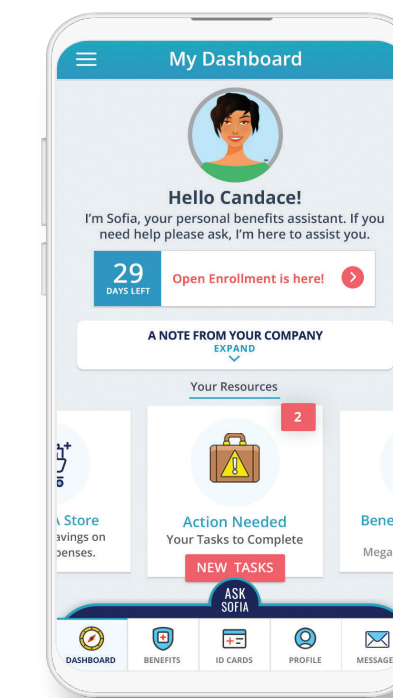 My Dashboard
Hello Candace!
I'm Sofia, your personal benefits assistant. If you
need help please ask, I'm here to assist you.
29
DAYS LEFT
Open Enrollment is here!
A NOTE FROM YOUR COMPANY
EXPAND
Your Resources
2
Store
avings on
penses.
Action Needed
Your Tasks to Complete
NEW TASKS
Bene
Mega
ASK
SOFIA
DASHBOARD
BENEFITS
ID CARDS
PROFILE
MESSAGE